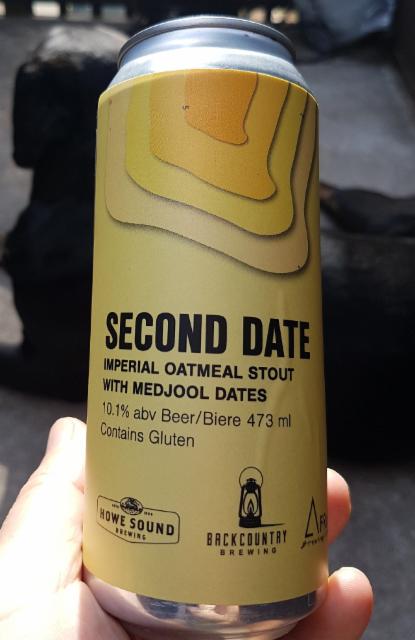 SECOND DATE
IMPERIAL OATMEAL STOUT
WITH MEDJOOL DATES
10.1% abv Beer/Biere 473 ml
Contains Gluten
HOWE SOUND
BREWING
BACKCOUNTRY
BREWING